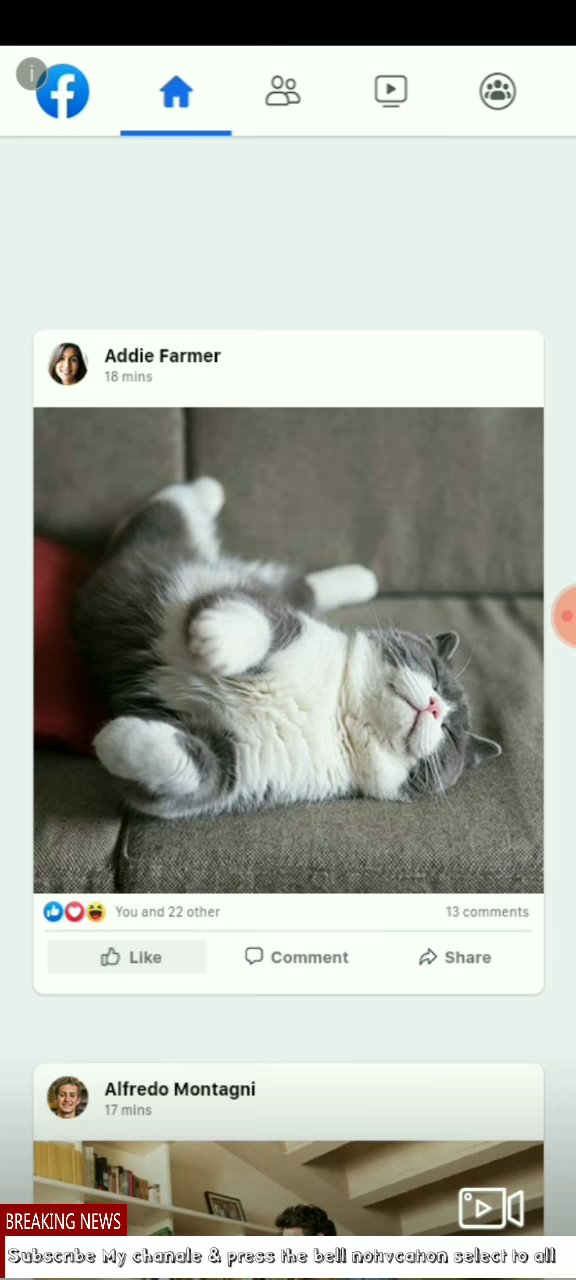 Addie Farmer
18 mins
You and 22 other
13 comments
Like
Comment
Share
Alfredo Montagni
17 mins
BREAKING NEWS
Subscribe My chanale & press the bell notivcation select to all